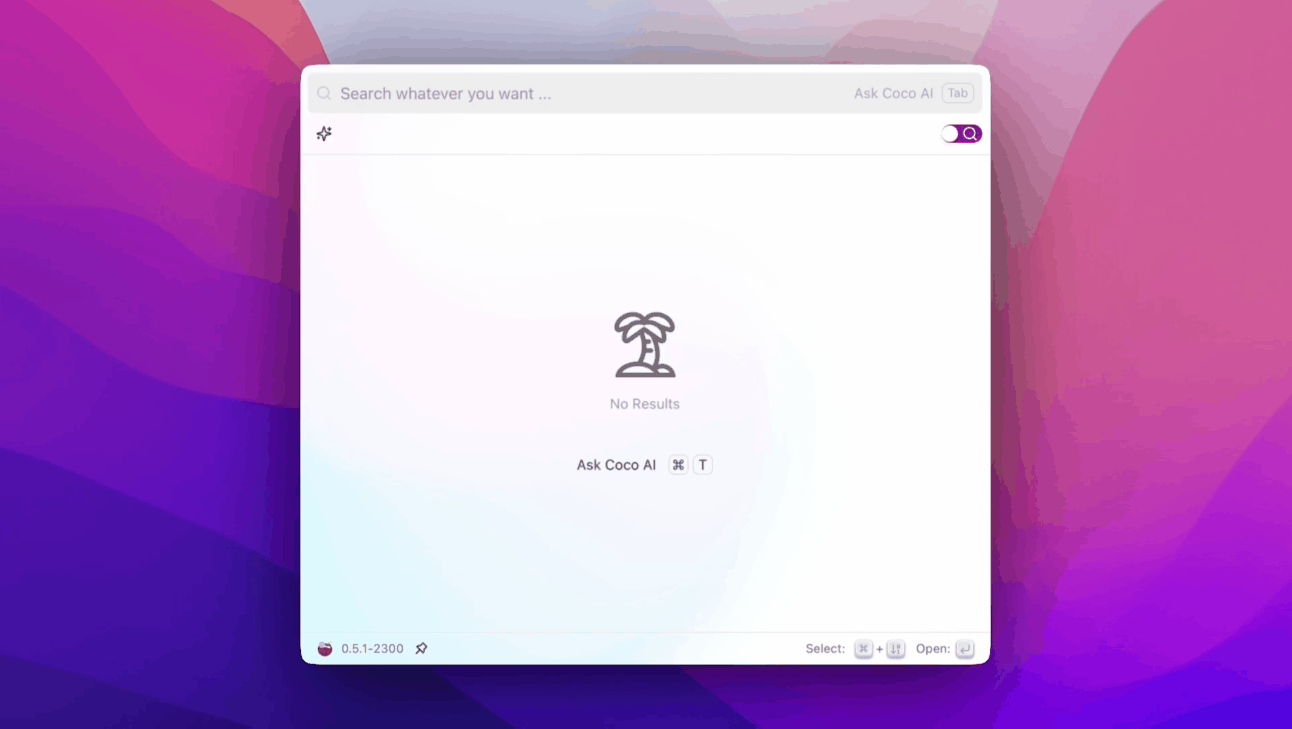 Search whatever you want ... Ask Coco AI Tab
No Results
Ask Coco AI ⌘ T
0.5.1-2300 Select: ⌘ + ↓↑ Open: ↵